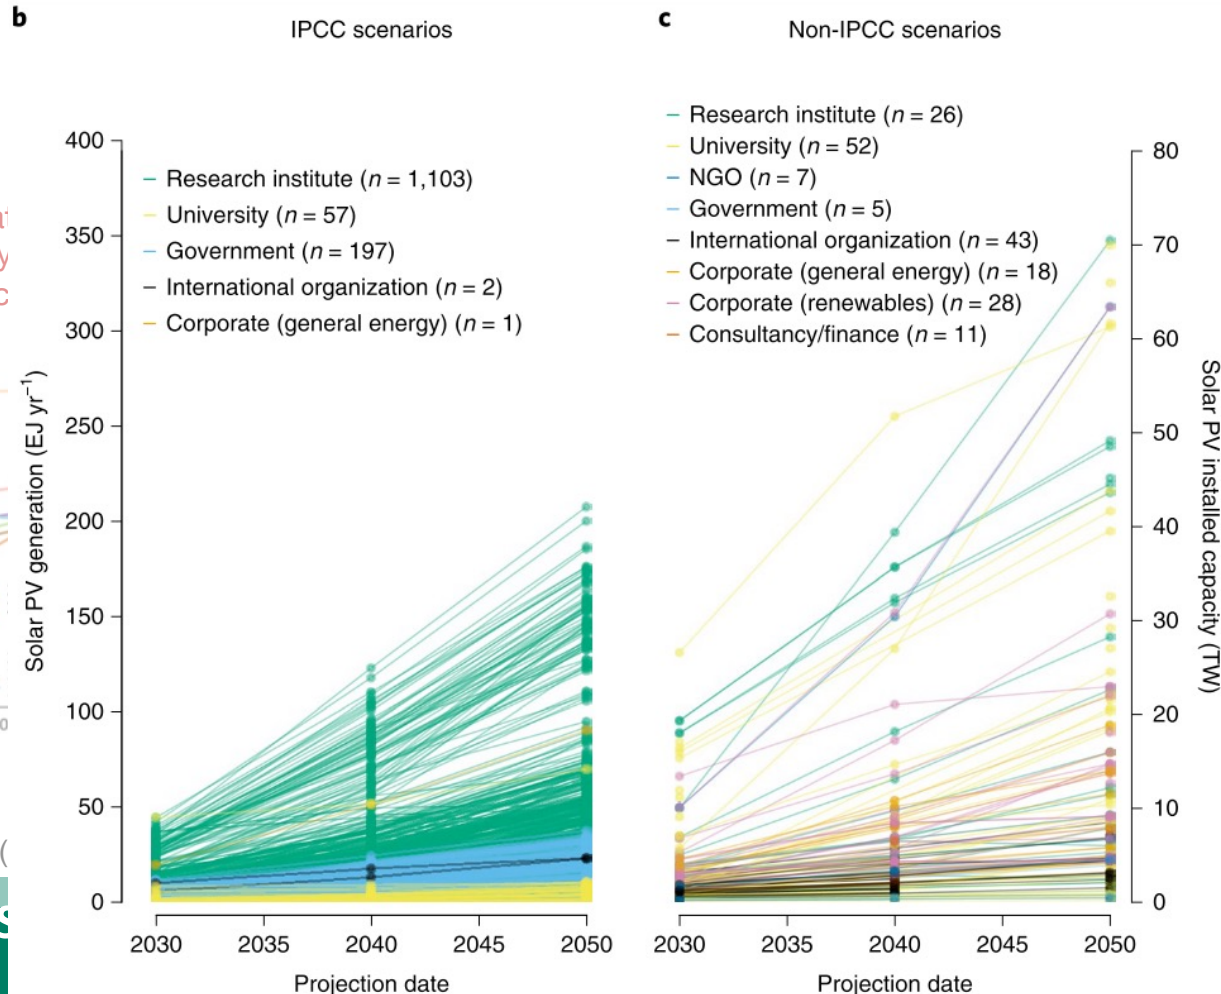 b
IPCC scenarios
c
Non-IPCC scenarios
400
350
300
250
200
150
100
50
0
Solar PV generation (EJ yr⁻¹)
Research institute (n = 1,103)
University (n = 57)
Government (n = 197)
International organization (n = 2)
Corporate (general energy) (n = 1)
2030 2035 2040 2045 2050
Projection date
Research institute (n = 26)
University (n = 52)
NGO (n = 7)
Government (n = 5)
International organization (n = 43)
Corporate (general energy) (n = 18)
Corporate (renewables) (n = 28)
Consultancy/finance (n = 11)
80
70
60
50
40
30
20
10
0
Solar PV installed capacity (TW)
2030 2035 2040 2045 2050
Projection date